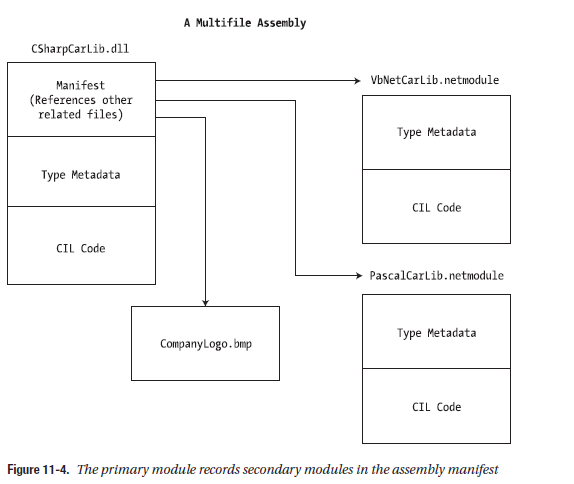 A Multifile Assembly
CSharpCarLib.dll
Manifest
(References other
related files)
Type Metadata
CIL Code
VbNetCarLib.netmodule
Type Metadata
CIL Code
PascalCarLib.netmodule
Type Metadata
CIL Code
CompanyLogo.bmp
Figure 11-4. The primary module records secondary modules in the assembly manifest